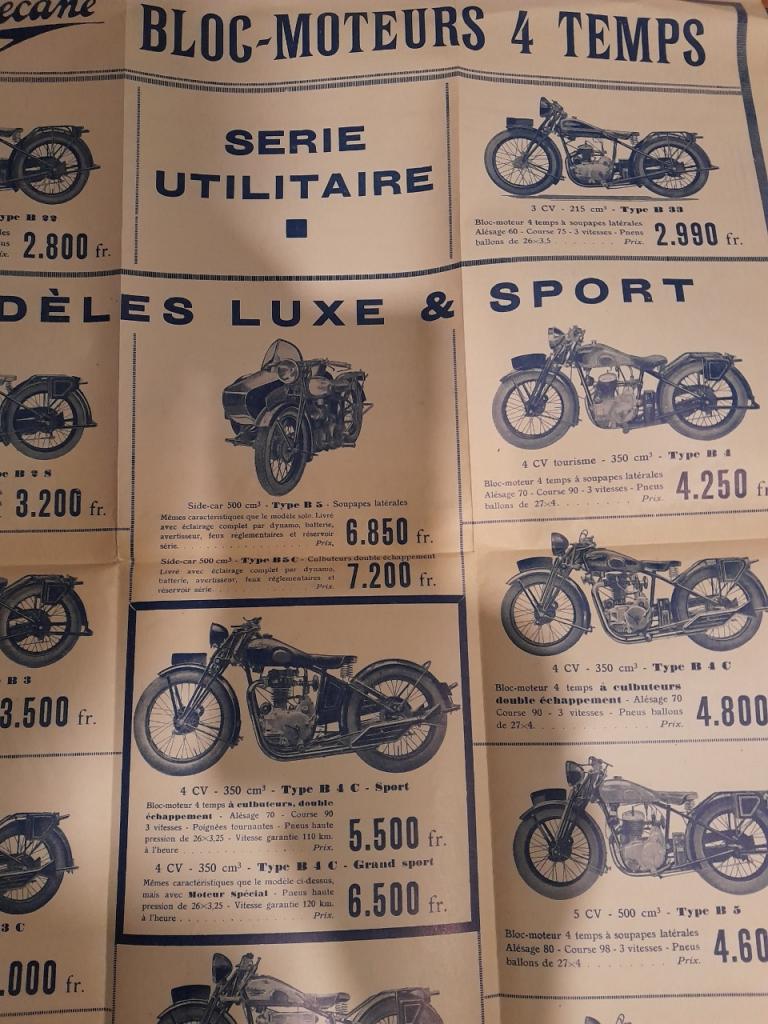 écane
BLOC-MOTEURS 4 TEMPS
SERIE
UTILITAIRE
ype B 22
les
us
ix. 2.800 fr.
3 CV - 215 cm³ - Type B 33
Bloc-moteur 4 temps à soupapes latérales
Alésage 60 - Course 75 - 3 vitesses - Pneus
ballons de 26×3,5 . . . . . . . . Prix. 2.990 fr.
DÈLES LUXE & SPORT
pe B 2 S
3.200 fr.
Side-car 500 cm³ - Type B 5 - Soupapes latérales
Mêmes caractéristiques que le modèle solo. Livré
avec éclairage complet par dynamo, batterie,
avertisseur, feux réglementaires et réservoir
série. . . . . . . . . . . . Prix. 6.850 fr.
Side-car 500 cm³ - Type B5C - Culbuteurs double échappement
Livré avec éclairage complet par dynamo,
batterie, avertisseur, feux réglementaires et
réservoir série . . . . . . . . Prix. 7.200 fr.
4 CV tourisme - 350 cm³ - Type B 4
Bloc-moteur 4 temps à soupapes latérales
Alésage 70 - Course 90 - 3 vitesses - Pneus
ballons de 27×4. . . . . . . . . Prix. 4.250 f
B 3
3.500 fr.
4 CV - 350 cm³ - Type B 4 C
Bloc-moteur 4 temps à culbuteurs
double échappement - Alésage 70
Course 90 - 3 vitesses - Pneus ballons
de 27×4. . . . . . . . . . Prix. 4.800
4 CV - 350 cm³ - Type B 4 C - Sport
Bloc-moteur 4 temps à culbuteurs, double
échappement - Alésage 70 - Course 90
3 vitesses - Poignées tournantes - Pneus haute
pression de 26×3,25 - Vitesse garantie 110 km.
à l'heure . . . . . . . . . . . Prix. 5.500 fr.
4 CV - 350 cm³ - Type B 4 C - Grand sport
Mêmes caractéristiques que le modèle ci-dessus,
mais avec Moteur Spécial - Pneus haute
pression de 26×3,25 - Vitesse garantie 120 km.
à l'heure . . . . . . . . . . . Prix. 6.500 fr.
3 C
.000 fr.
5 CV - 500 cm³ - Type B 5
Bloc-moteur 4 temps à soupapes latérales
Alésage 80 - Course 98 - 3 vitesses - Pneus
ballons de 27×4 . . . . . . . . Prix. 4.60